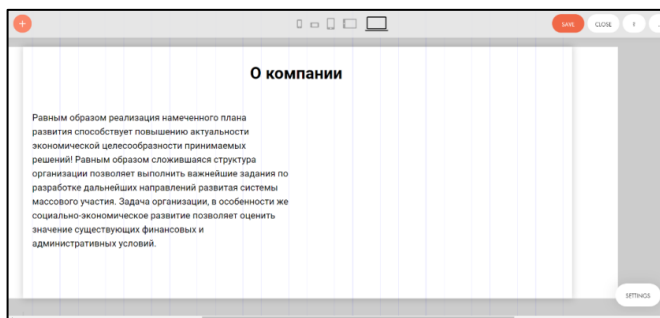 SAVE CLOSE ?
О компании
Равным образом реализация намеченного плана
развития способствует повышению актуальности
экономической целесообразности принимаемых
решений! Равным образом сложившаяся структура
организации позволяет выполнить важнейшие задания по
разработке дальнейших направлений развитая системы
массового участия. Задача организации, в особенности же
социально-экономическое развитие позволяет оценить
значение существующих финансовых и
административных условий.
SETTINGS